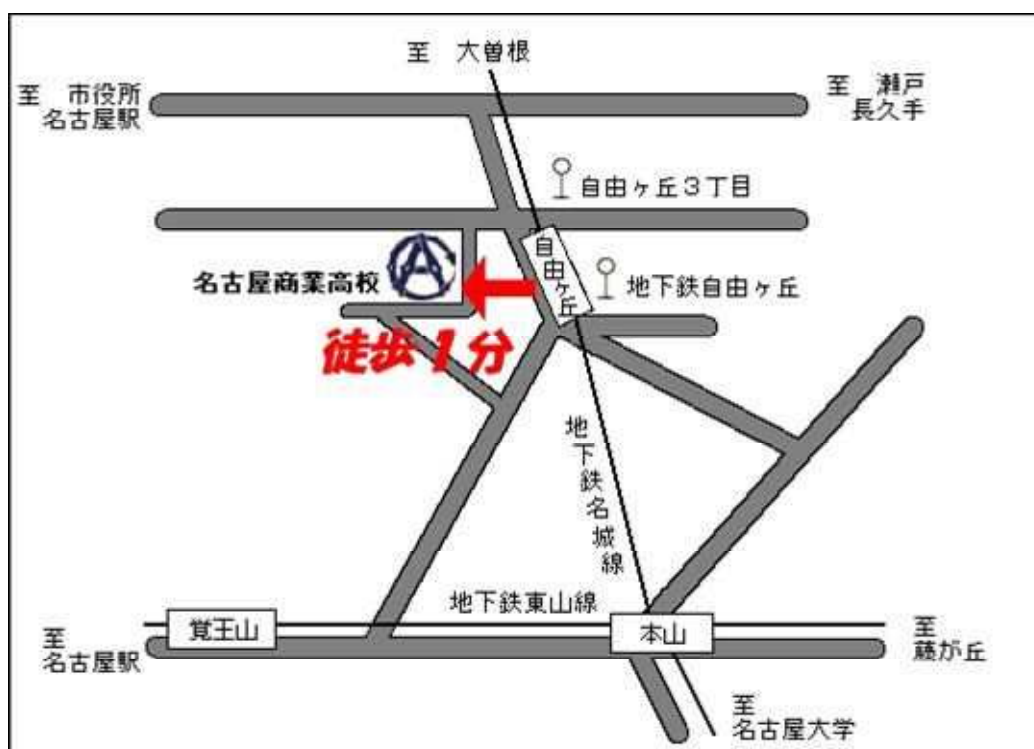 至 大曽根
至 市役所
名古屋駅
至 瀬戸
長久手
自由ヶ丘3丁目
自由ヶ丘
名古屋商業高校
地下鉄自由ヶ丘
徒歩1分
地下鉄名城線
地下鉄東山線
覚王山
本山
至
名古屋駅
至
藤が丘
至
名古屋大学